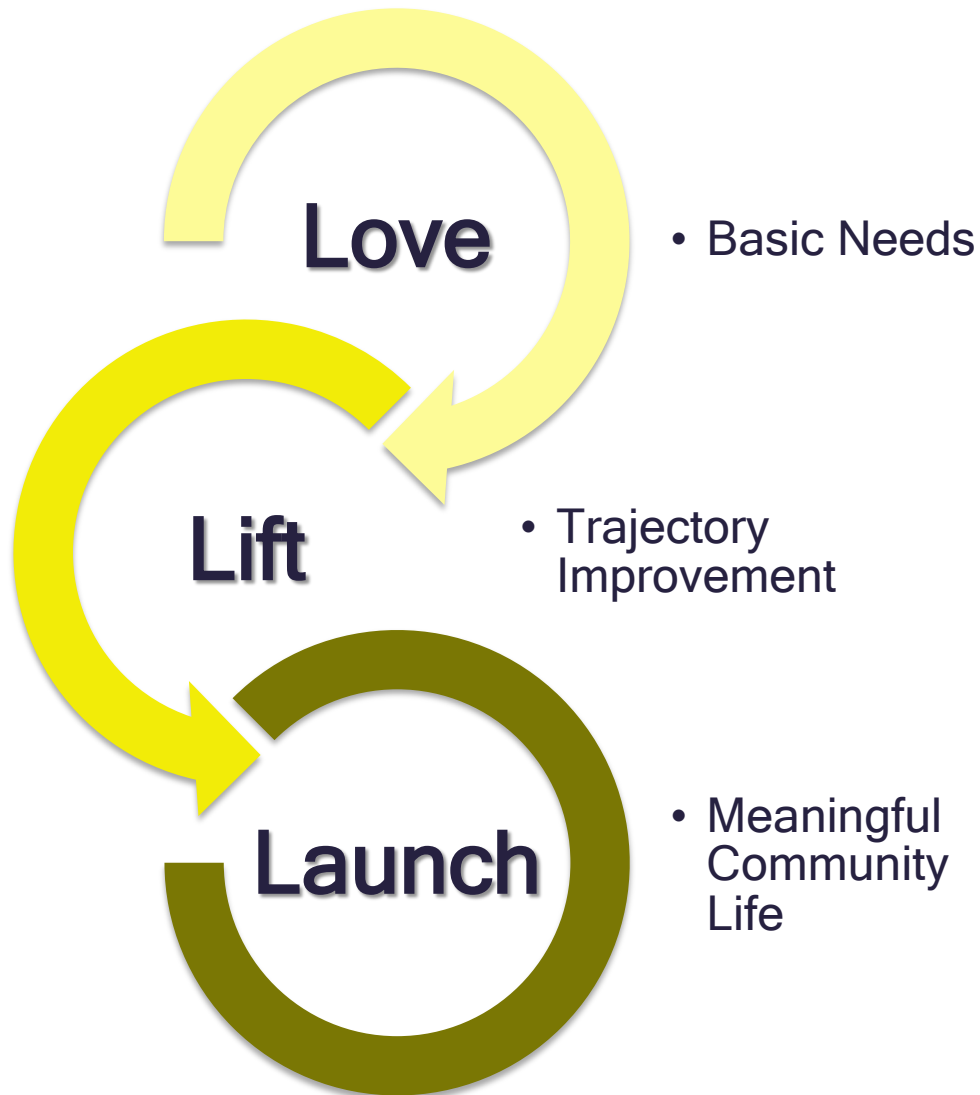 Love
• Basic Needs
Lift
• Trajectory
Improvement
Launch
• Meaningful
Community
Life